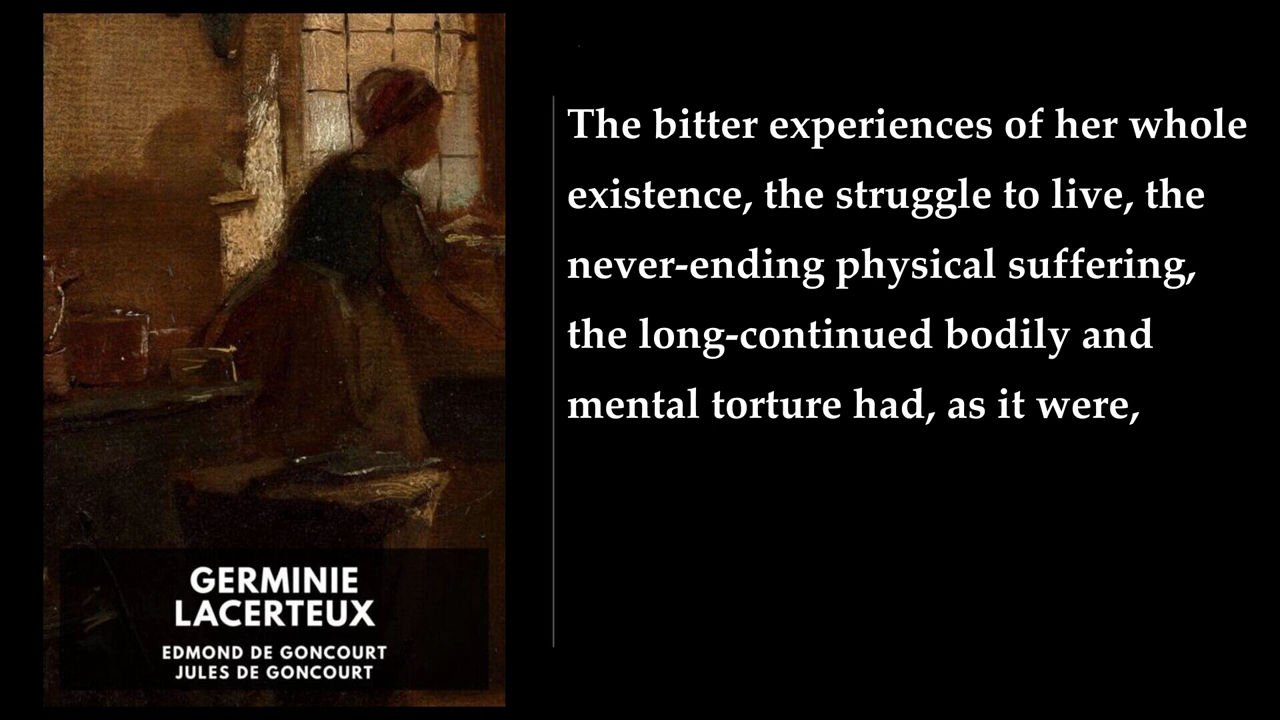 The bitter experiences of her whole
existence, the struggle to live, the
never-ending physical suffering,
the long-continued bodily and
mental torture had, as it were,
GERMINIE
LACERTEUX
EDMOND DE GONCOURT
JULES DE GONCOURT